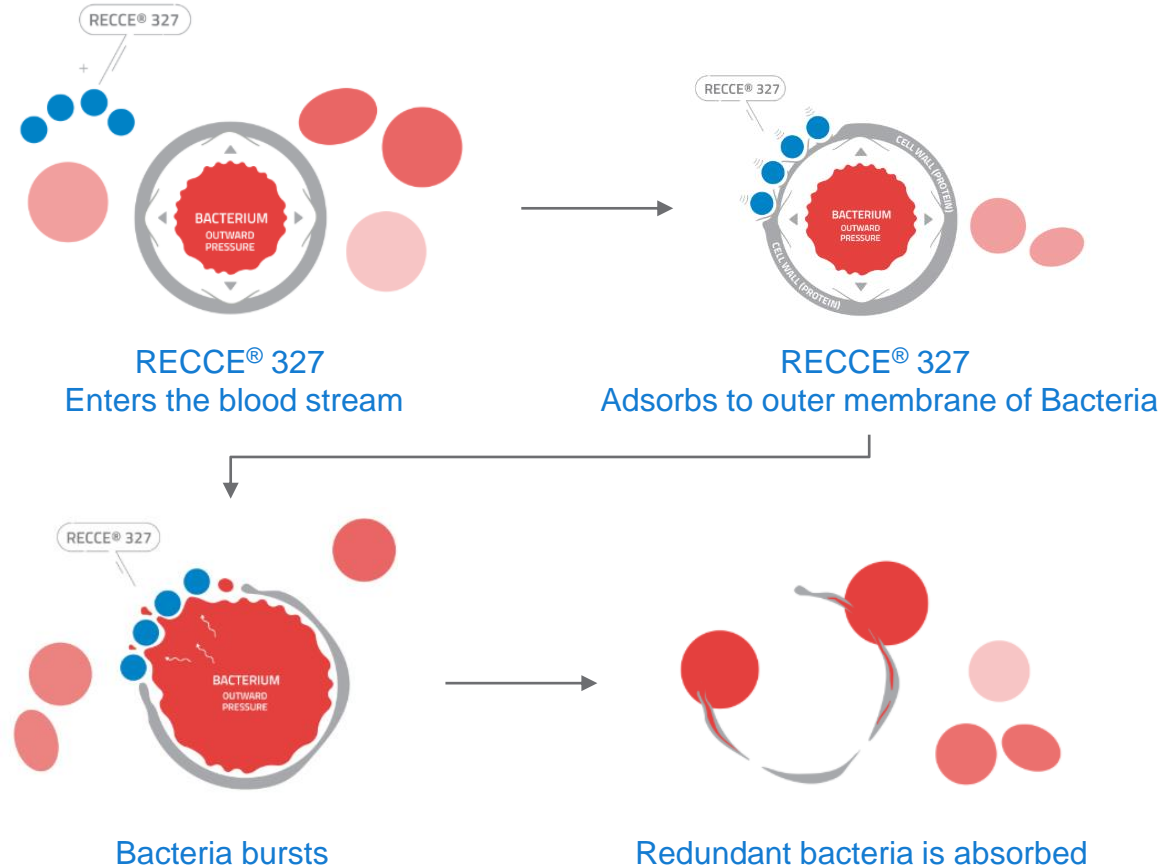 RECCE® 327
BACTERIUM
OUTWARD
PRESSURE
RECCE® 327
Enters the blood stream
RECCE® 327
CELL WALL (PROTEIN)
BACTERIUM
OUTWARD
PRESSURE
CELL WALL (PROTEIN)
RECCE® 327
Adsorbs to outer membrane of Bacteria
RECCE® 327
BACTERIUM
OUTWARD
PRESSURE
Bacteria bursts
Redundant bacteria is absorbed